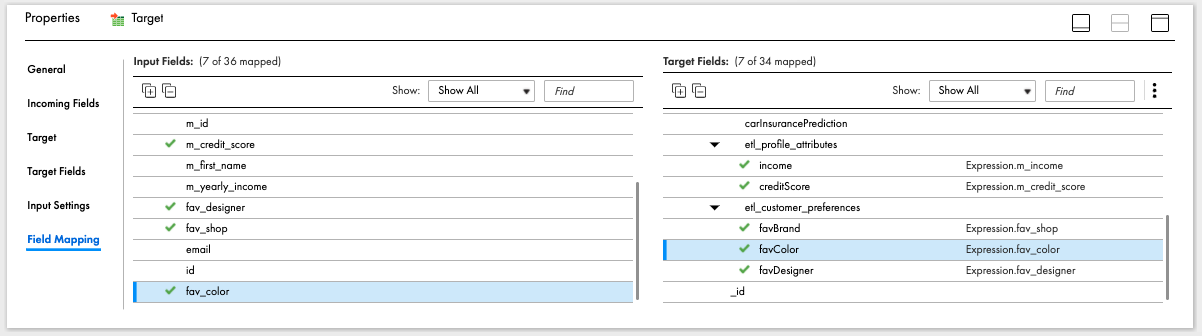 Properties
Target
General
Incoming Fields
Target
Target Fields
Input Settings
Field Mapping
Input Fields: (7 of 36 mapped)
Show: Show All Find
m_id
m_credit_score
m_first_name
m_yearly_income
fav_designer
fav_shop
email
id
fav_color
Target Fields: (7 of 34 mapped)
Show: Show All Find
carInsurancePrediction
etl_profile_attributes
income Expression.m_income
creditScore Expression.m_credit_score
etl_customer_preferences
favBrand Expression.fav_shop
favColor Expression.fav_color
favDesigner Expression.fav_designer
_id